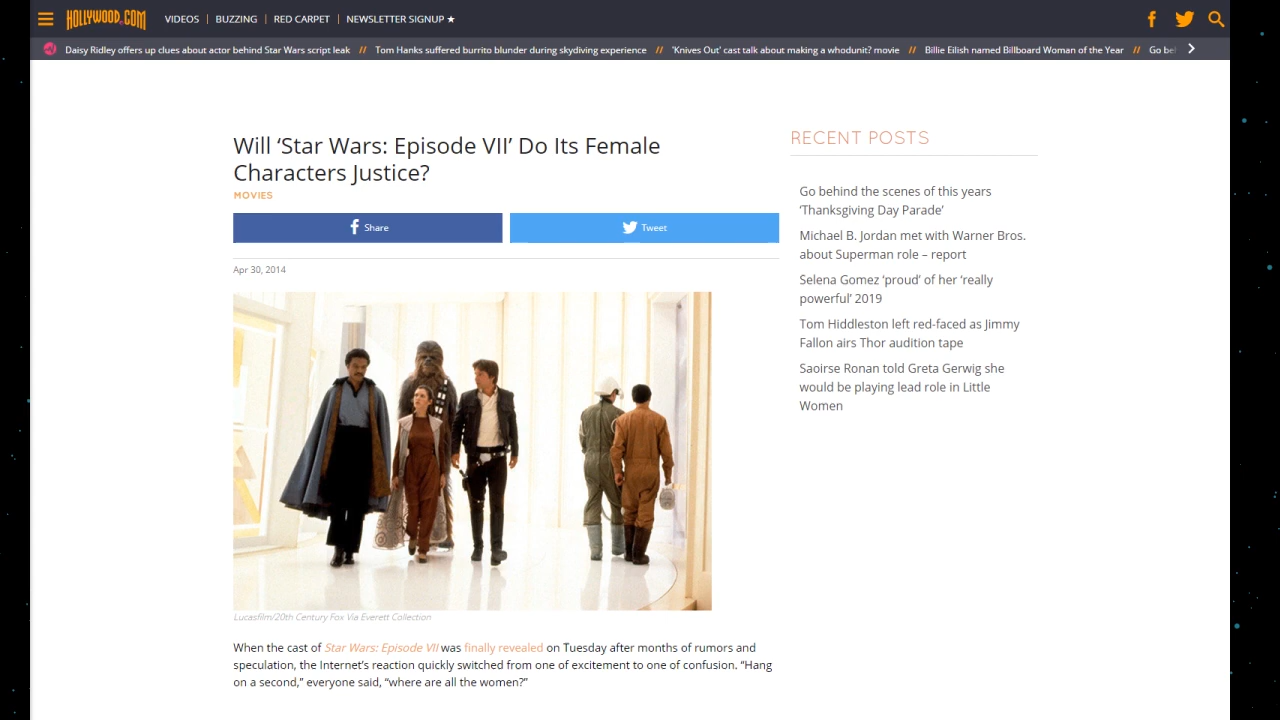 HOLLYWOOD.COM VIDEOS BUZZING RED CARPET NEWSLETTER SIGNUP ★
Daisy Ridley offers up clues about actor behind Star Wars script leak // Tom Hanks suffered burrito blunder during skydiving experience // 'Knives Out' cast talk about making a whodunit? movie // Billie Eilish named Billboard Woman of the Year // Go
Will ‘Star Wars: Episode VII’ Do Its Female
Characters Justice?
MOVIES
Share
Tweet
Apr 30, 2014
Lucasfilm/20th Century Fox Via Everett Collection
When the cast of Star Wars: Episode VII was finally revealed on Tuesday after months of rumors and
speculation, the Internet’s reaction quickly switched from one of excitement to one of confusion. “Hang
on a second,” everyone said, “where are all the women?”
RECENT POSTS
Go behind the scenes of this years
‘Thanksgiving Day Parade’
Michael B. Jordan met with Warner Bros.
about Superman role – report
Selena Gomez ‘proud’ of her ‘really
powerful’ 2019
Tom Hiddleston left red-faced as Jimmy
Fallon airs Thor audition tape
Saoirse Ronan told Greta Gerwig she
would be playing lead role in Little
Women